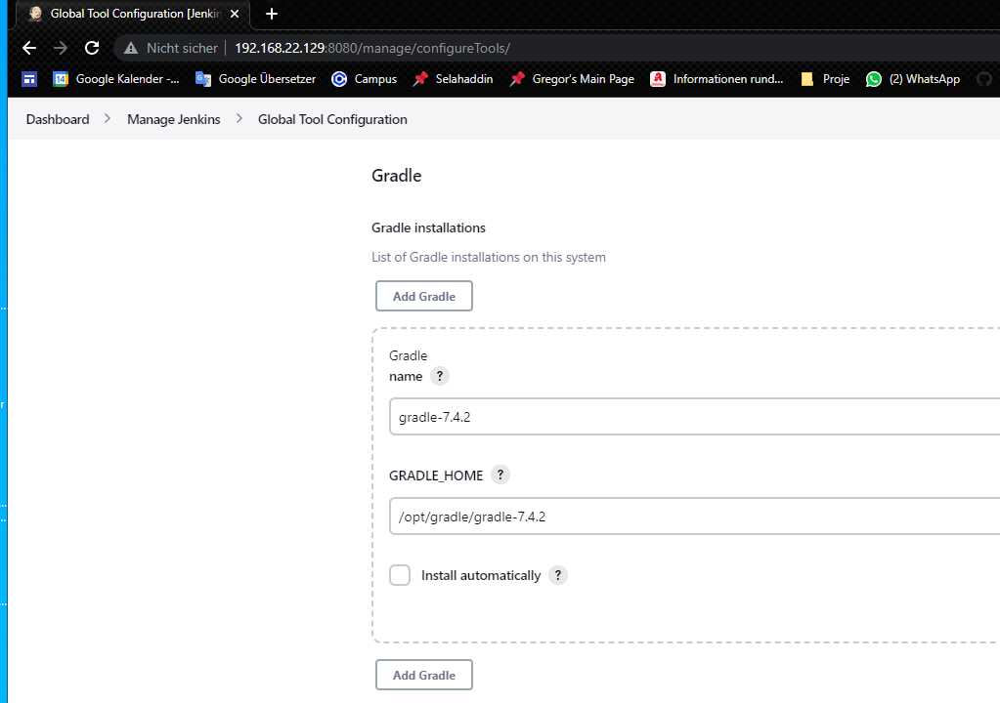 Global Tool Configuration [Jenkin
Nicht sicher 192.168.22.129:8080/manage/configureTools/
14 Google Kalender -... Google Übersetzer Campus Selahaddin Gregor's Main Page Informationen rund... Proje (2) WhatsApp
Dashboard > Manage Jenkins > Global Tool Configuration
Gradle
Gradle installations
List of Gradle installations on this system
Add Gradle
Gradle
name ?
gradle-7.4.2
GRADLE_HOME ?
/opt/gradle/gradle-7.4.2
Install automatically ?
Add Gradle